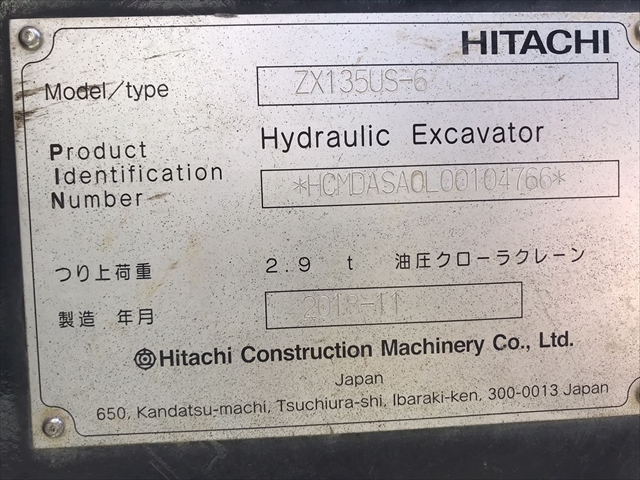 HITACHI
Model/type ZX135US-6
Hydraulic Excavator
Product
Identification
Number
*HCMDASA0L00104766*
つり上荷重 2.9 t 油圧クローラクレーン
製造 年月 2018-11
Hitachi Construction Machinery Co., Ltd.
Japan
650, Kandatsu-machi, Tsuchiura-shi, Ibaraki-ken, 300-0013 Japan